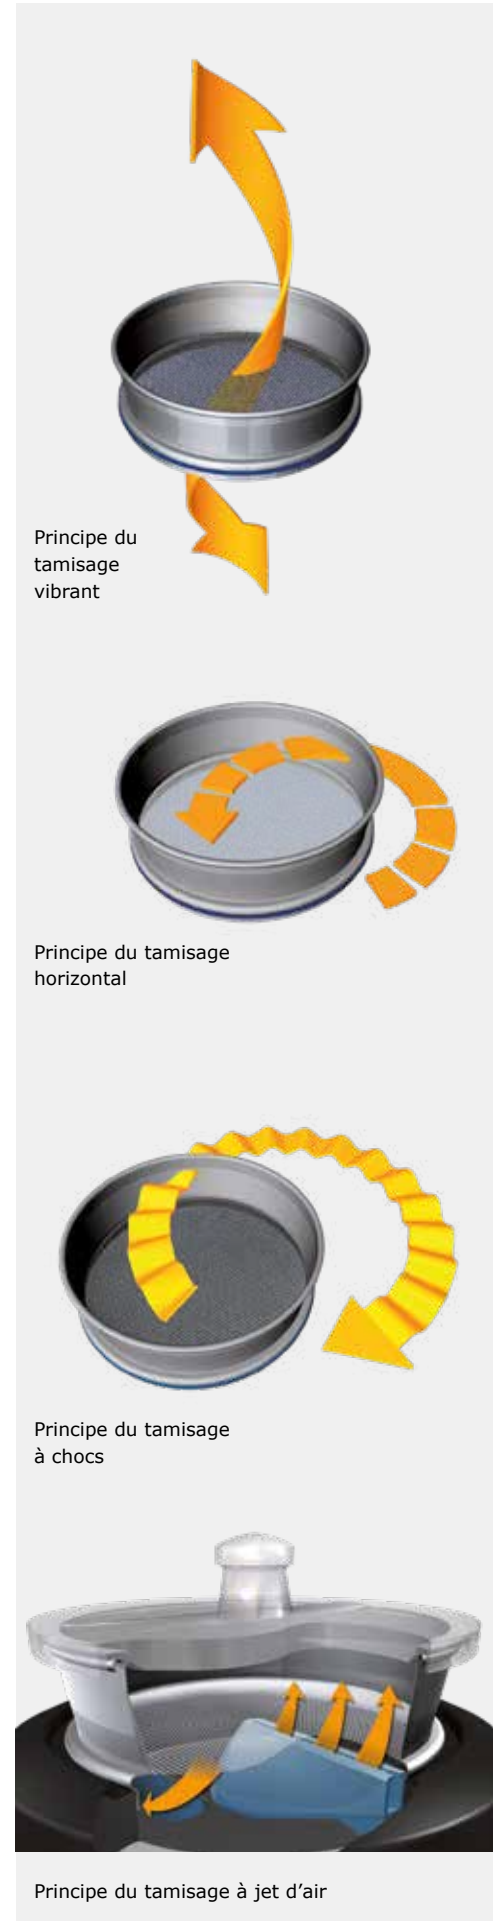 Principe du
tamisage
vibrant
Principe du tamisage
horizontal
Principe du tamisage
à chocs
Principe du tamisage à jet d’air